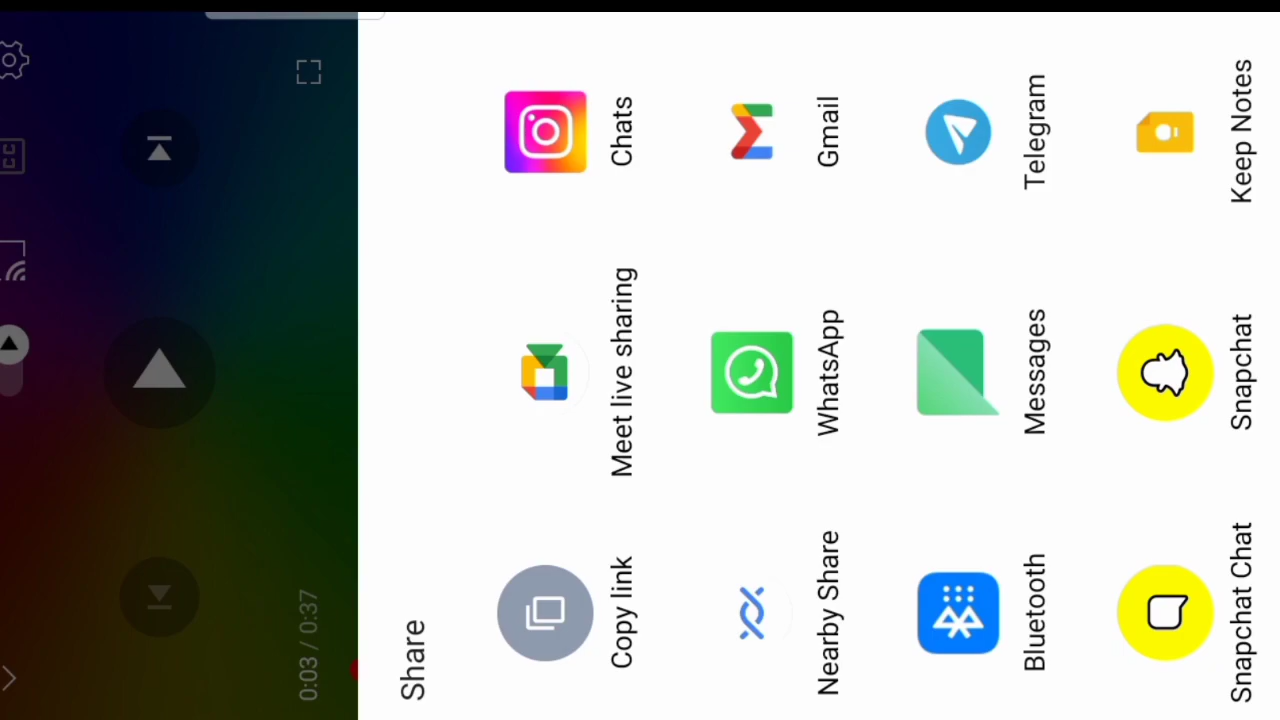 0:03 / 0:37
Share
Copy link
Meet live sharing
Chats
Nearby Share
WhatsApp
Gmail
Bluetooth
Messages
Telegram
Snapchat Chat
Snapchat
Keep Notes